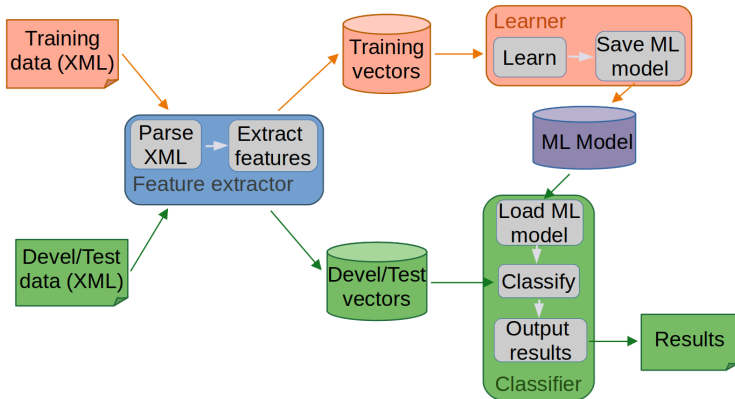 Training
data (XML)
Training
vectors
Learner
Learn
Save ML
model
Parse
XML
Extract
features
Feature extractor
ML Model
Devel/Test
data (XML)
Devel/Test
vectors
Load ML
model
Classify
Output
results
Classifier
Results